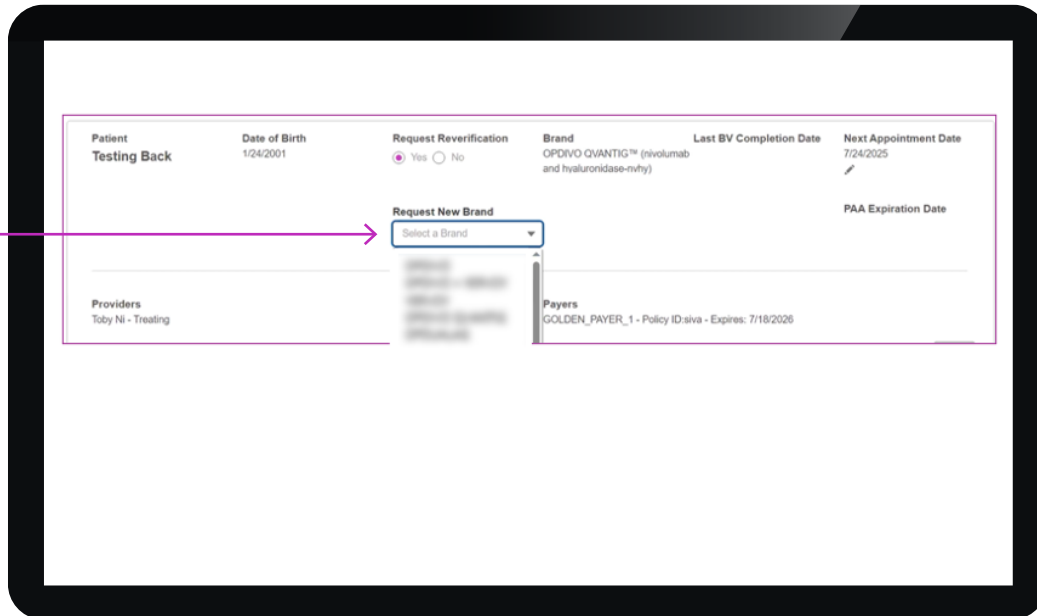 Patient
Testing Back
Date of Birth
1/24/2001
Request Reverification
Yes No
Brand
OPDIVO QVANTIG™ (nivolumab
and hyaluronidase-nvhy)
Last BV Completion Date
Next Appointment Date
7/24/2025
Request New Brand
Select a Brand
PAA Expiration Date
Providers
Toby Ni - Treating
Payers
GOLDEN_PAYER_1 - Policy ID:siva - Expires: 7/18/2026